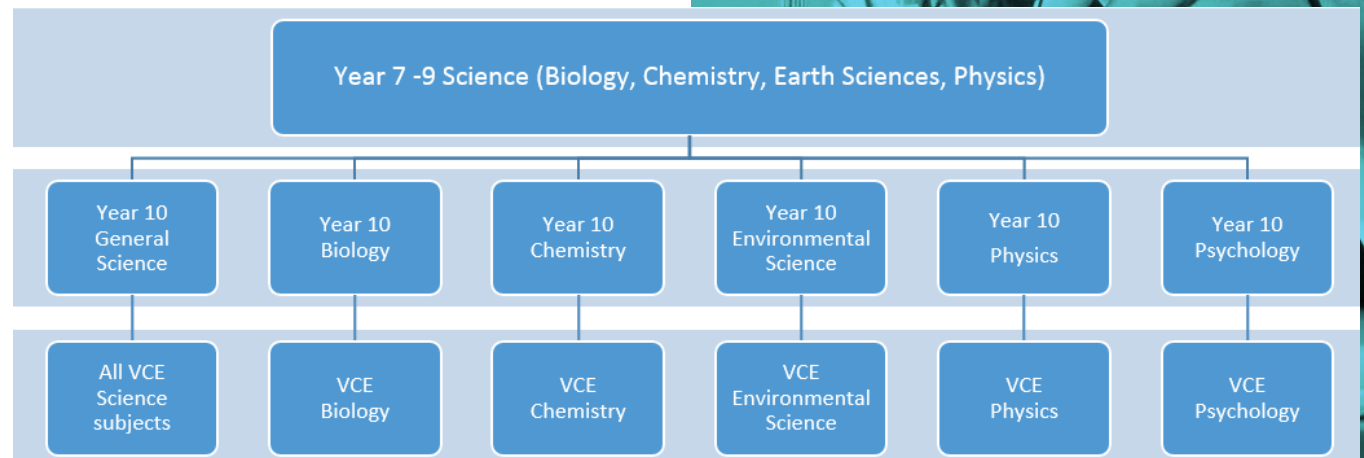 Year 7 -9 Science (Biology, Chemistry, Earth Sciences, Physics)
Year 10
General
Science
Year 10
Biology
Year 10
Chemistry
Year 10
Environmental
Science
Year 10
Physics
Year 10
Psychology
All VCE
Science
subjects
VCE
Biology
VCE
Chemistry
VCE
Environmental
Science
VCE
Physics
VCE
Psychology